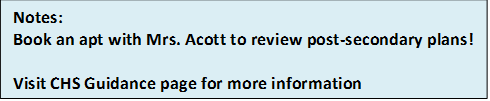 Notes:
Book an apt with Mrs. Acott to review post-secondary plans!
Visit CHS Guidance page for more information